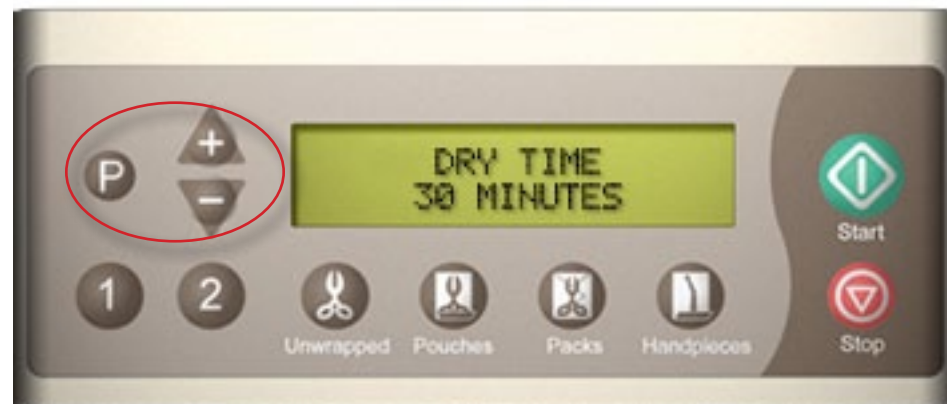 P
+
−
DRY TIME
30 MINUTES
Start
1
2
Unwrapped
Pouches
Packs
Handpieces
Stop